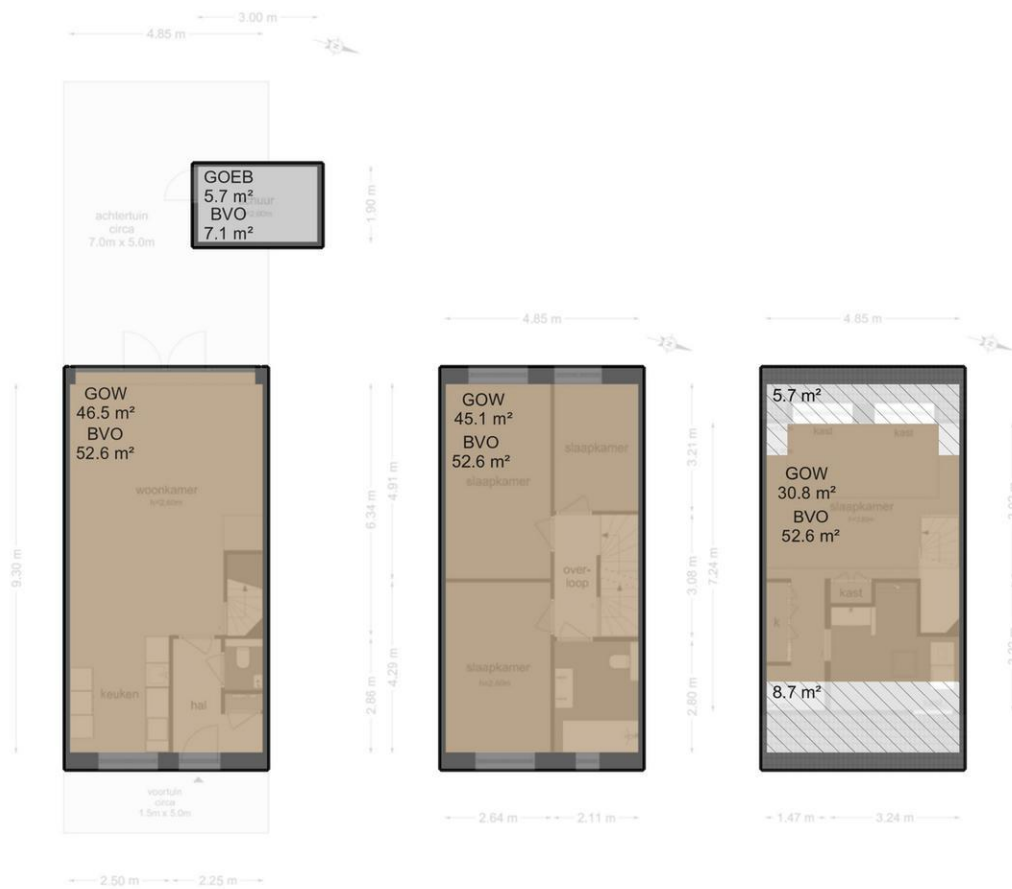 3.00 m
4.85 m
GOEB
5.7 m²
BVO
7.1 m²
1.90 m
achtertuin
circa
7.0m x 5.0m
4.85 m
4.85 m
GOW
46.5 m²
BVO
52.6 m²
woonkamer
9.30 m
keuken
hal
voortuin
circa
1.5m x 5.0m
2.50 m
2.25 m
GOW
45.1 m²
BVO
52.6 m²
slaapkamer
slaapkamer
over-
loop
slaapkamer
6.34 m
4.91 m
2.86 m
4.29 m
3.21 m
3.08 m
7.24 m
2.80 m
2.64 m
2.11 m
5.7 m²
kast
kast
GOW
30.8 m²
slaapkamer
BVO
52.6 m²
kast
k
8.7 m²
1.47 m
3.24 m